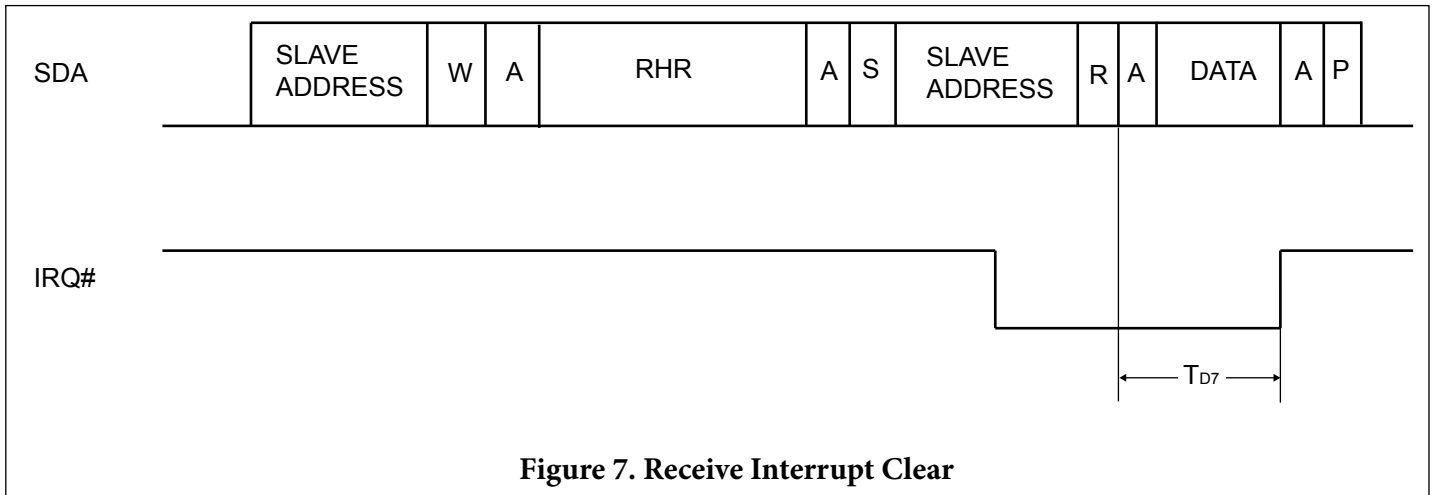 SDA
SLAVE
ADDRESS
W
A
RHR
A
S
SLAVE
ADDRESS
R
A
DATA
A
P
IRQ#
TD7
Figure 7. Receive Interrupt Clear